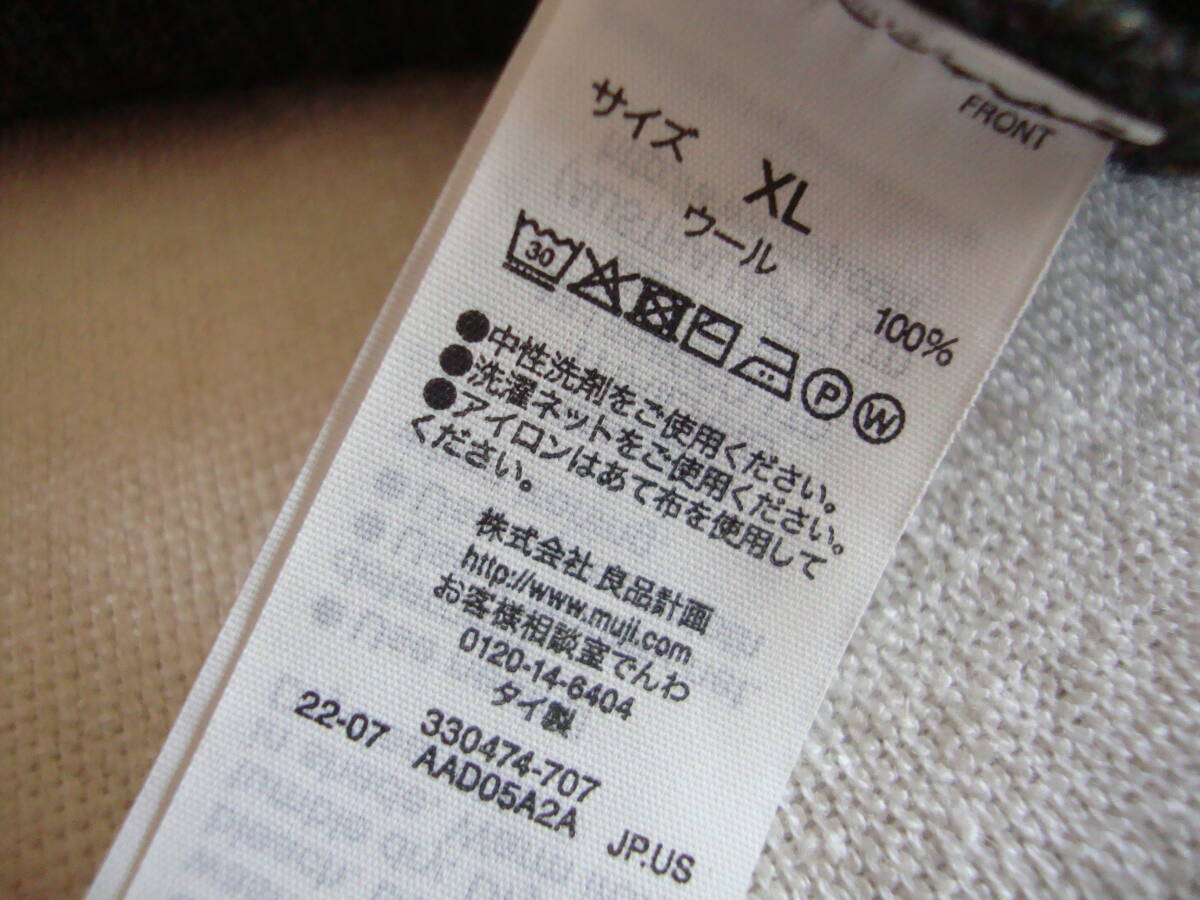 FRONT
サイズ
XL
ウール 100%
30
P W
●中性洗剤をご使用ください。
●洗濯ネットをご使用ください。
●アイロンはあて布を使用して
ください。
株式会社 良品計画
http://www.muji.com
お客様相談室でんわ
0120-14-6404
タイ製
330474-707
22-07 AAD05A2A JP.US